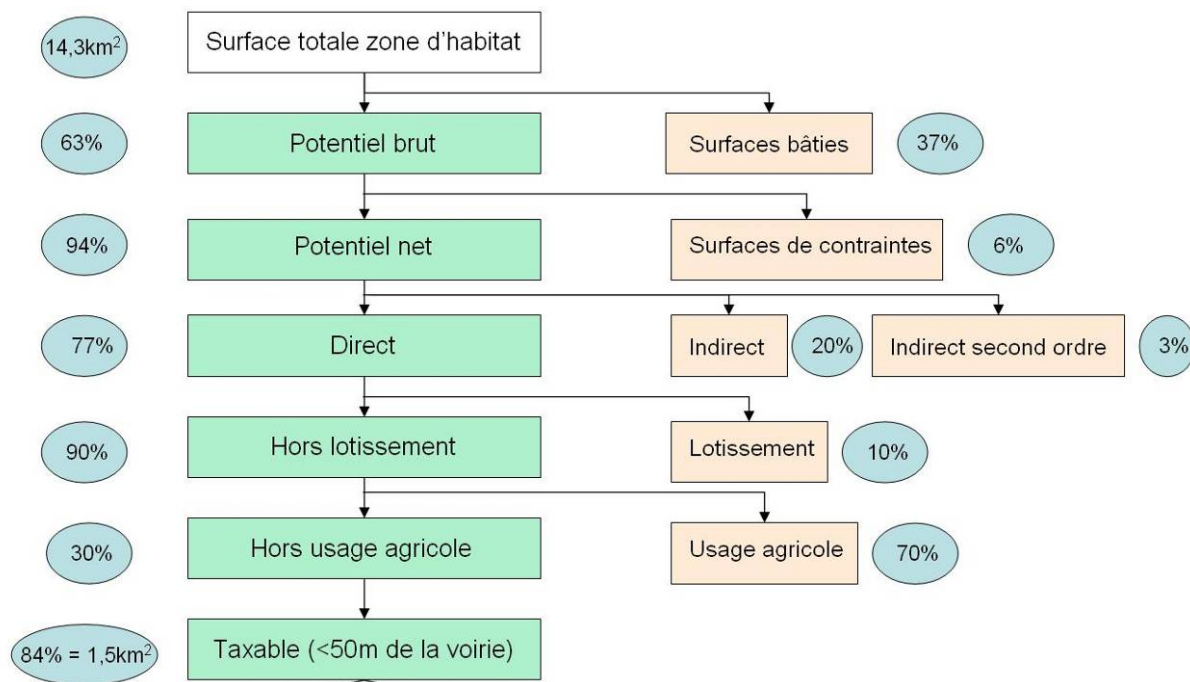 14,3km²
Surface totale zone d'habitat
63%
Potentiel brut
Surfaces bâties
37%
94%
Potentiel net
Surfaces de contraintes
6%
77%
Direct
Indirect
20%
Indirect second ordre
3%
90%
Hors lotissement
Lotissement
10%
30%
Hors usage agricole
Usage agricole
70%
84% = 1,5km²
Taxable (<50m de la voirie)